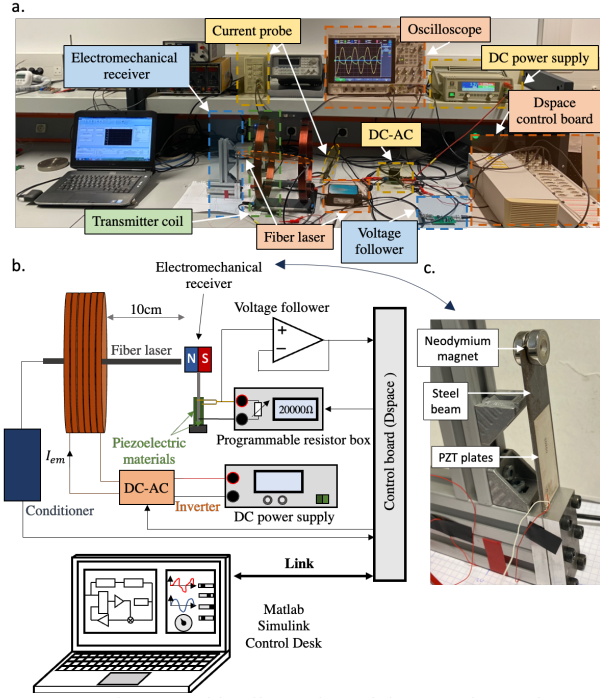 a.
Current probe
Oscilloscope
Electromechanical
receiver
DC power supply
Dspace
control board
DC-AC
Transmitter coil
Fiber laser
Voltage
follower
b.
Electromechanical
receiver
c.
10cm
Voltage follower
Fiber laser
N S
+
−
Neodymium
magnet
Steel
beam
20000Ω
Programmable resistor box
Piezoelectric
materials
PZT plates
Control board (Dspace )
I_em
DC-AC
Inverter
Conditioner
DC power supply
Link
Matlab
Simulink
Control Desk